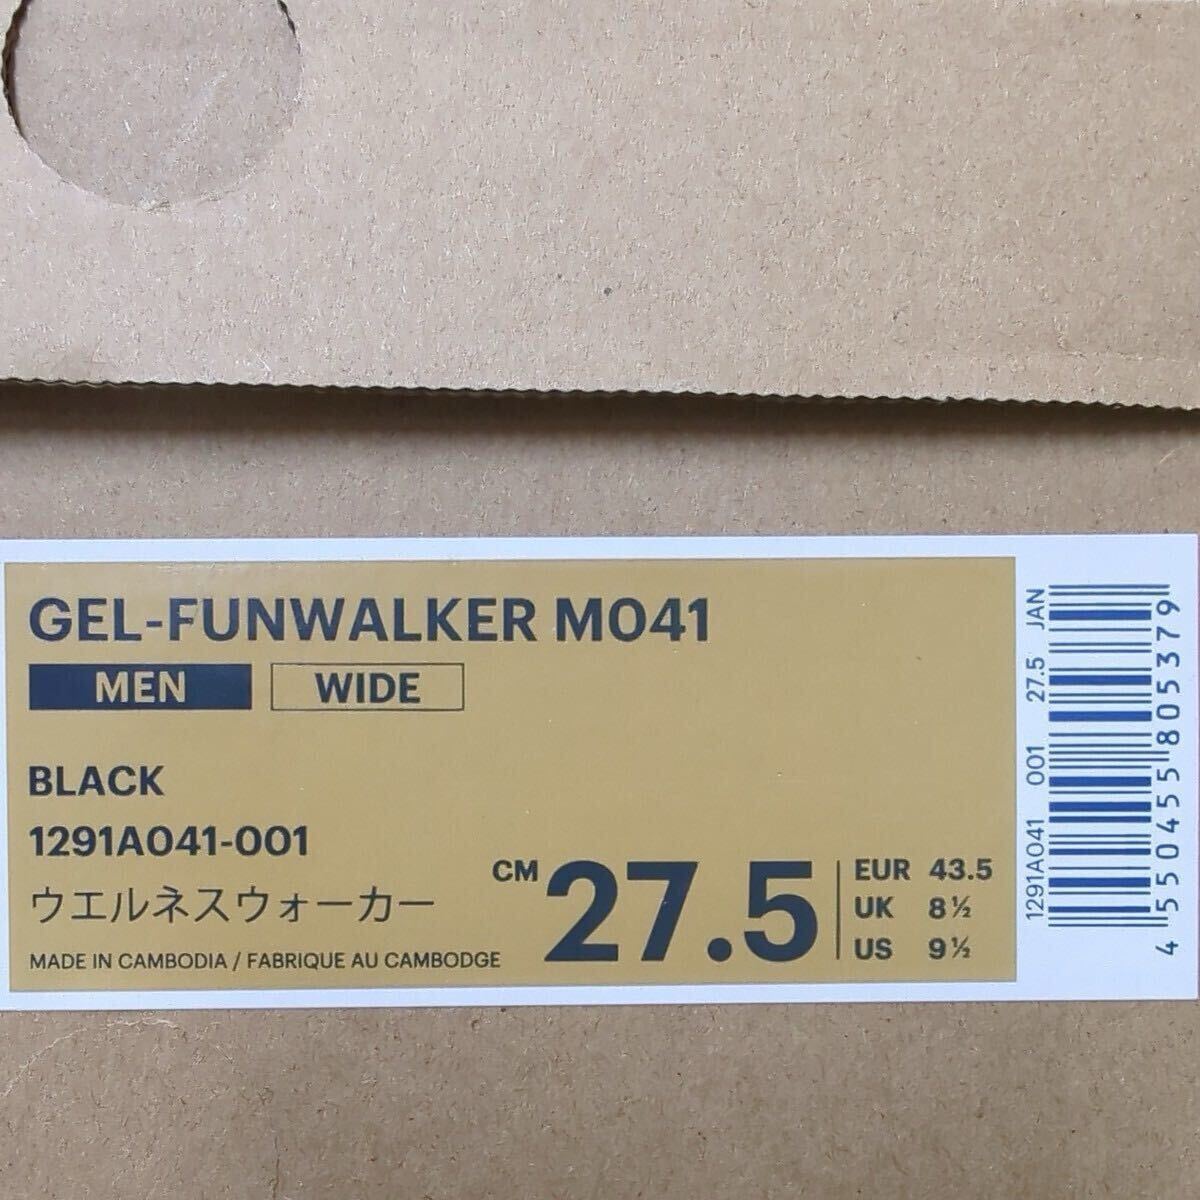 GEL-FUNWALKER M041
MEN WIDE
BLACK
1291A041-001
ウエルネスウォーカー
MADE IN CAMBODIA / FABRIQUE AU CAMBODGE
CM 27.5
EUR 43.5
UK 8½
US 9½
1291A041 001 27.5 JAN
4 550455 805379